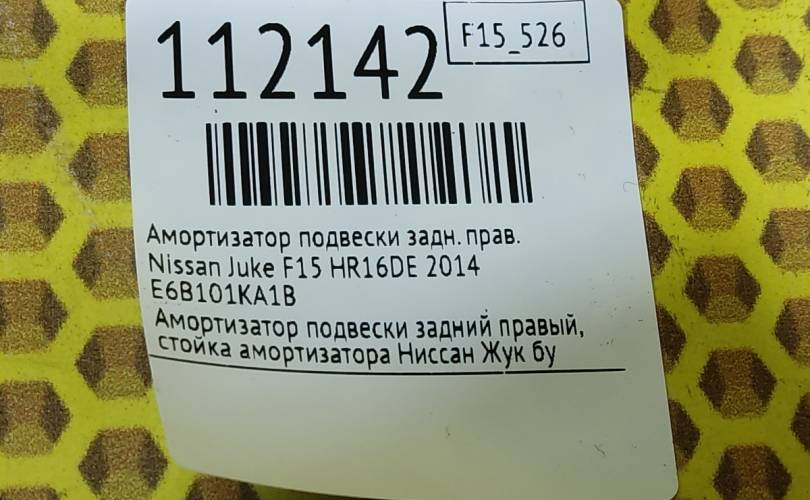 112142
F15_526
Амортизатор подвески задн. прав.
Nissan Juke F15 HR16DE 2014
E6B101KA1B
Амортизатор подвески задний правый,
стойка амортизатора Ниссан Жук бу